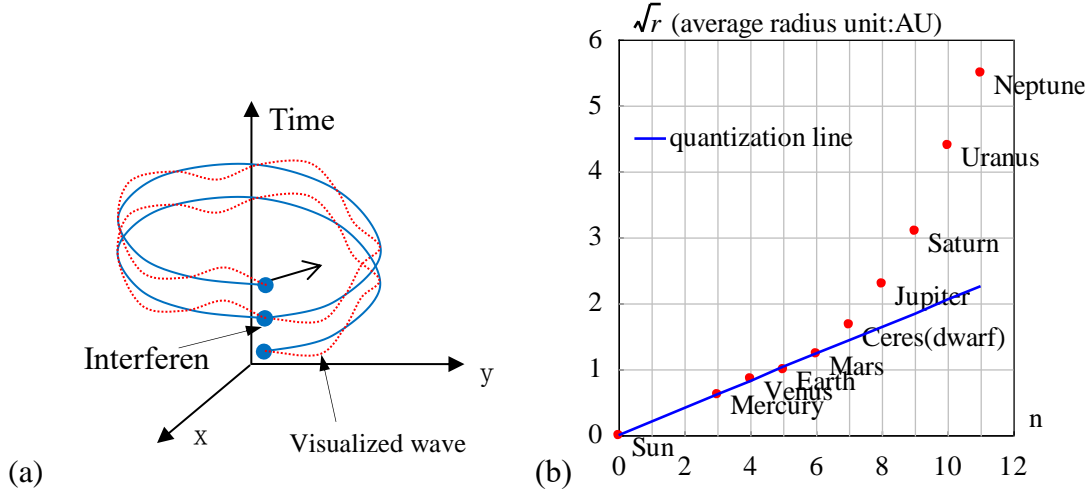 Time
Interferen
y
x
Visualized wave
(a)
√r (average radius unit:AU)
6
5
4
3
2
1
0
quantization line
Neptune
Uranus
Saturn
Jupiter
Ceres(dwarf)
Mars
Earth
Venus
Mercury
Sun
n
0 2 4 6 8 10 12
(b)